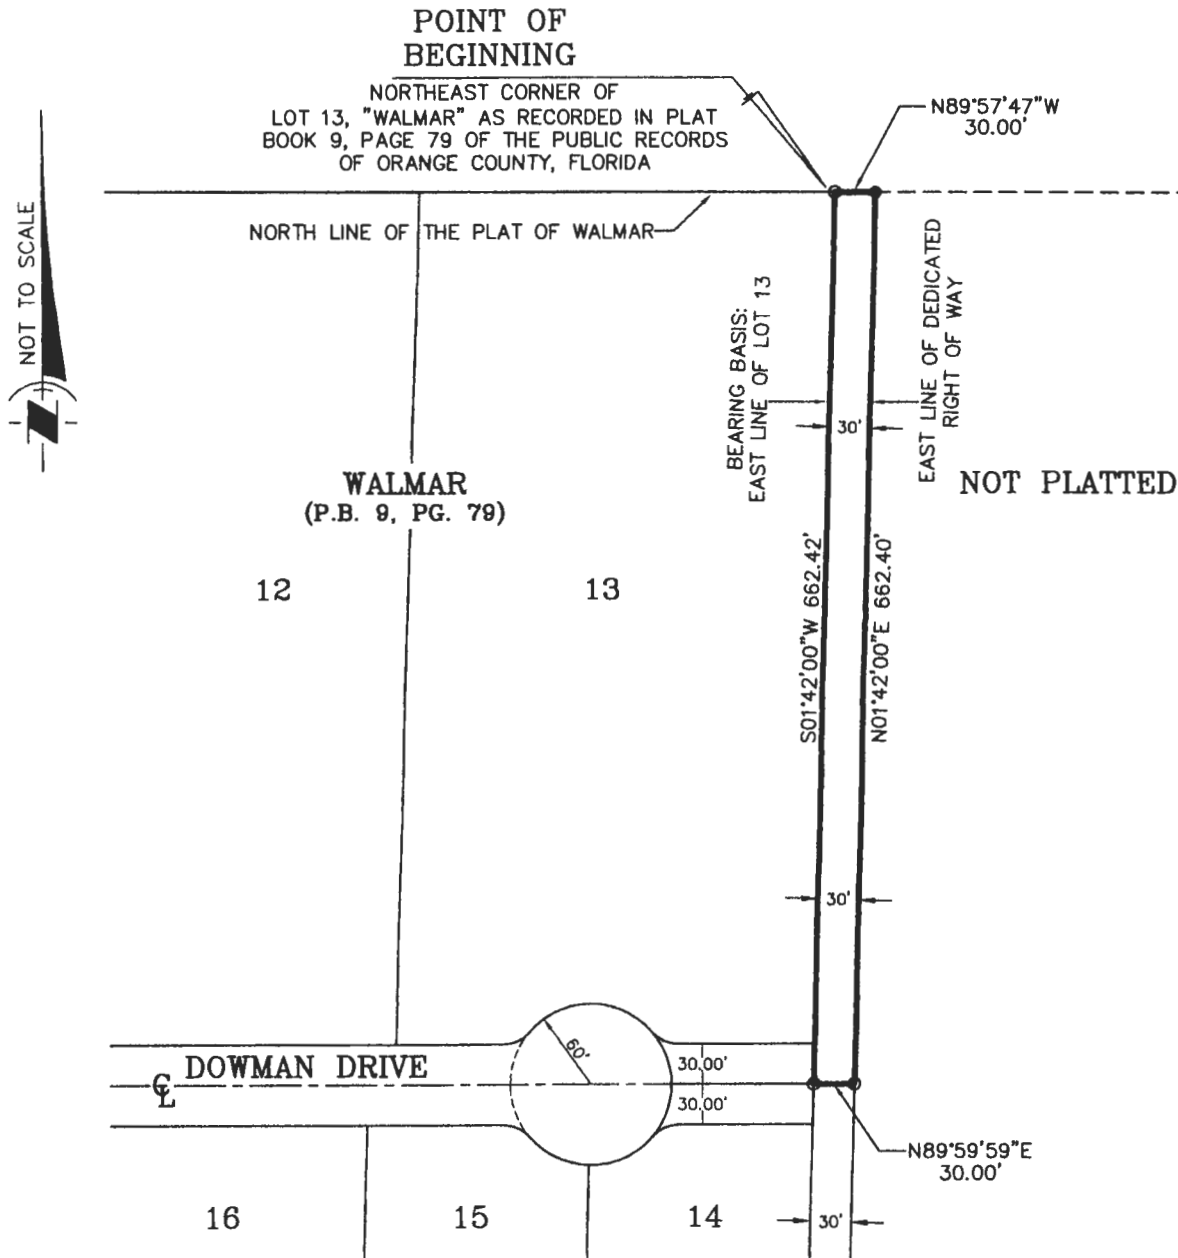 POINT OF
BEGINNING
NORTHEAST CORNER OF
LOT 13, "WALMAR" AS RECORDED IN PLAT
BOOK 9, PAGE 79 OF THE PUBLIC RECORDS
OF ORANGE COUNTY, FLORIDA
N89°57'47"W
30.00'
NOT TO SCALE
NORTH LINE OF THE PLAT OF WALMAR
BEARING BASIS:
EAST LINE OF LOT 13
EAST LINE OF DEDICATED
RIGHT OF WAY
30'
WALMAR
(P.B. 9, PG. 79)
NOT PLATTED
12
13
S01°42'00"W 662.42'
N01°42'00"E 662.40'
30'
60'
DOWMAN DRIVE
℄
30.00'
30.00'
N89°59'59"E
30.00'
16
15
14
30'